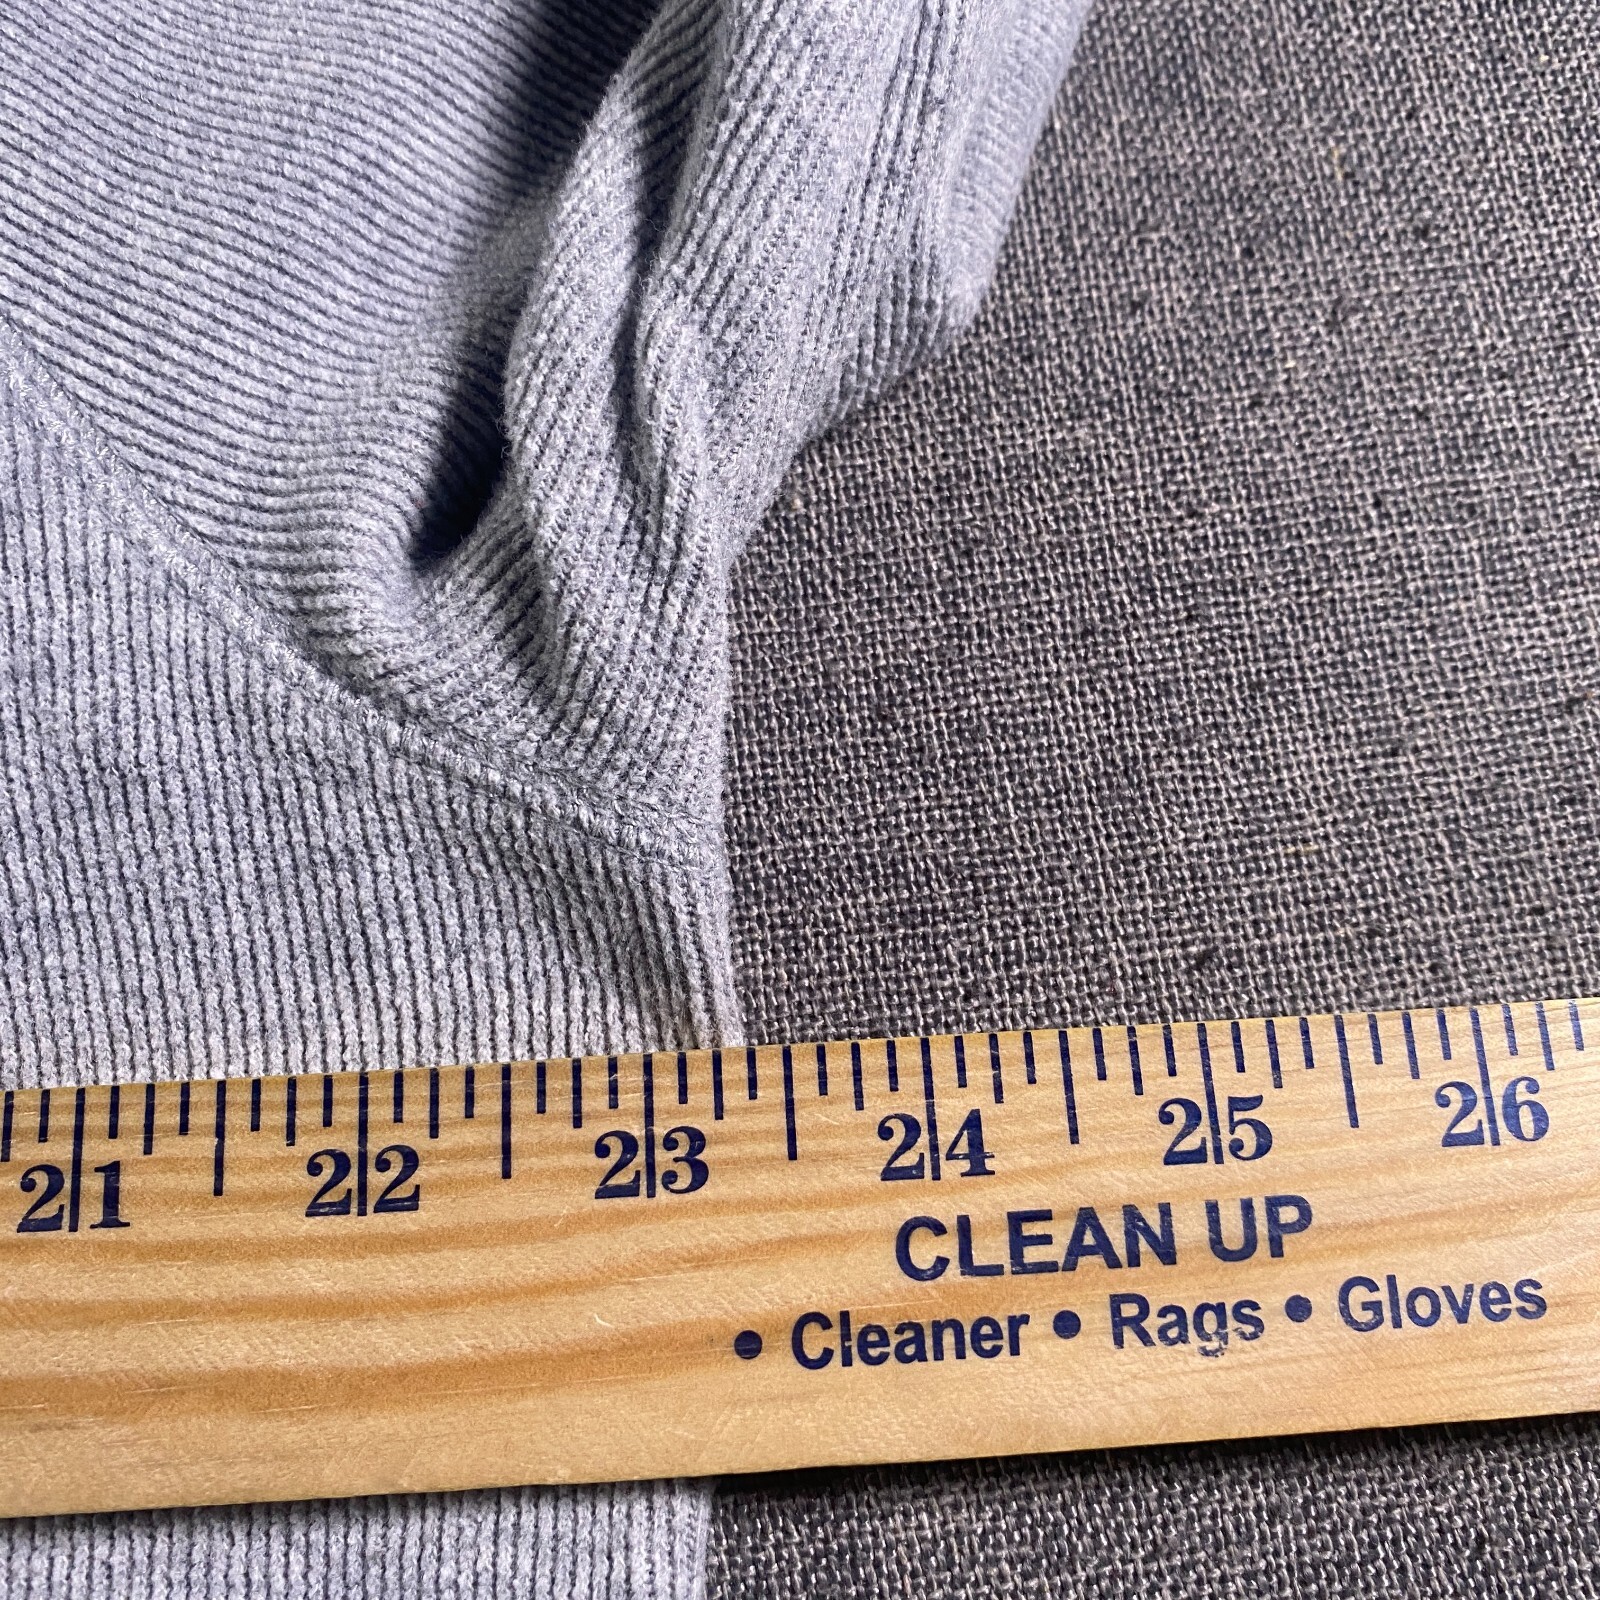 21 22 23 24 25 26
CLEAN UP
• Cleaner • Rags • Gloves